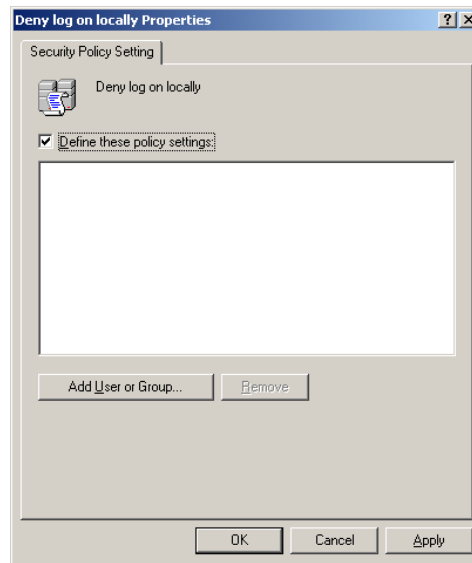 Deny log on locally Properties
Security Policy Setting
Deny log on locally
Define these policy settings:
Add User or Group...
Remove
OK
Cancel
Apply